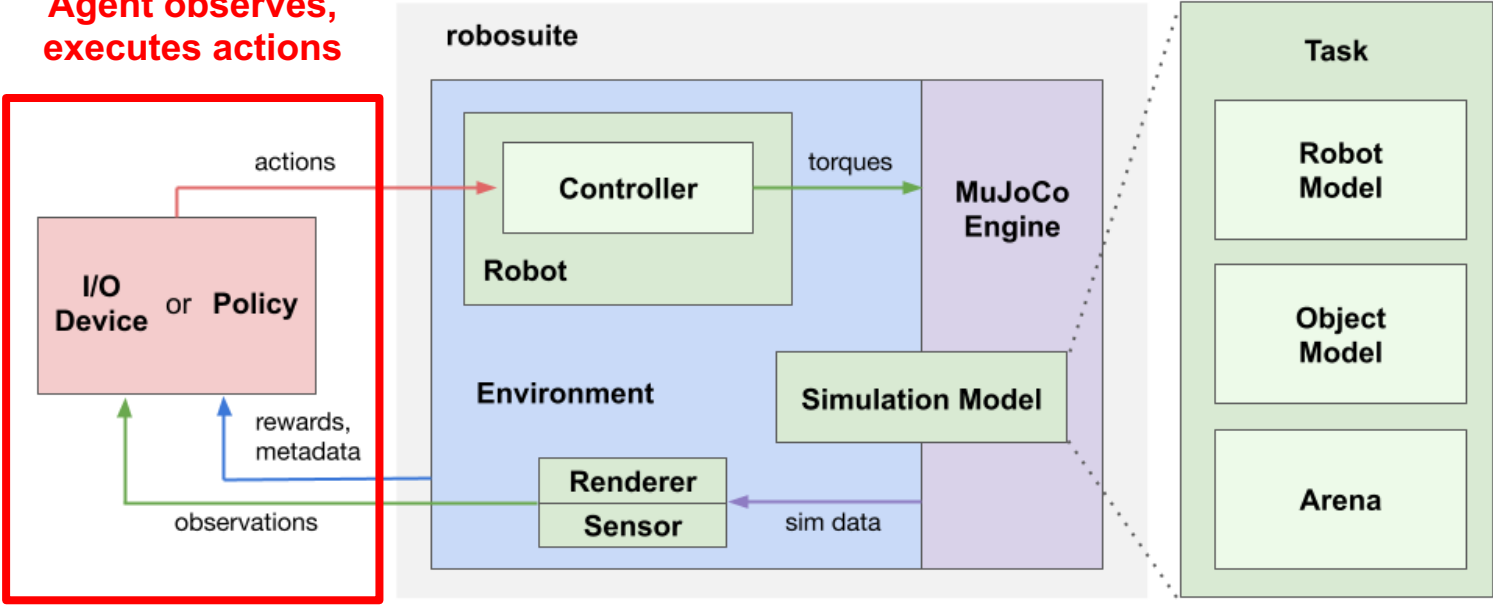 Agent observes,
executes actions
robosuite
Task
actions
Controller
torques
MuJoCo
Engine
Robot
Model
Robot
I/O
Device
or
Policy
Object
Model
Environment
Simulation Model
rewards,
metadata
Renderer
Sensor
observations
sim data
Arena